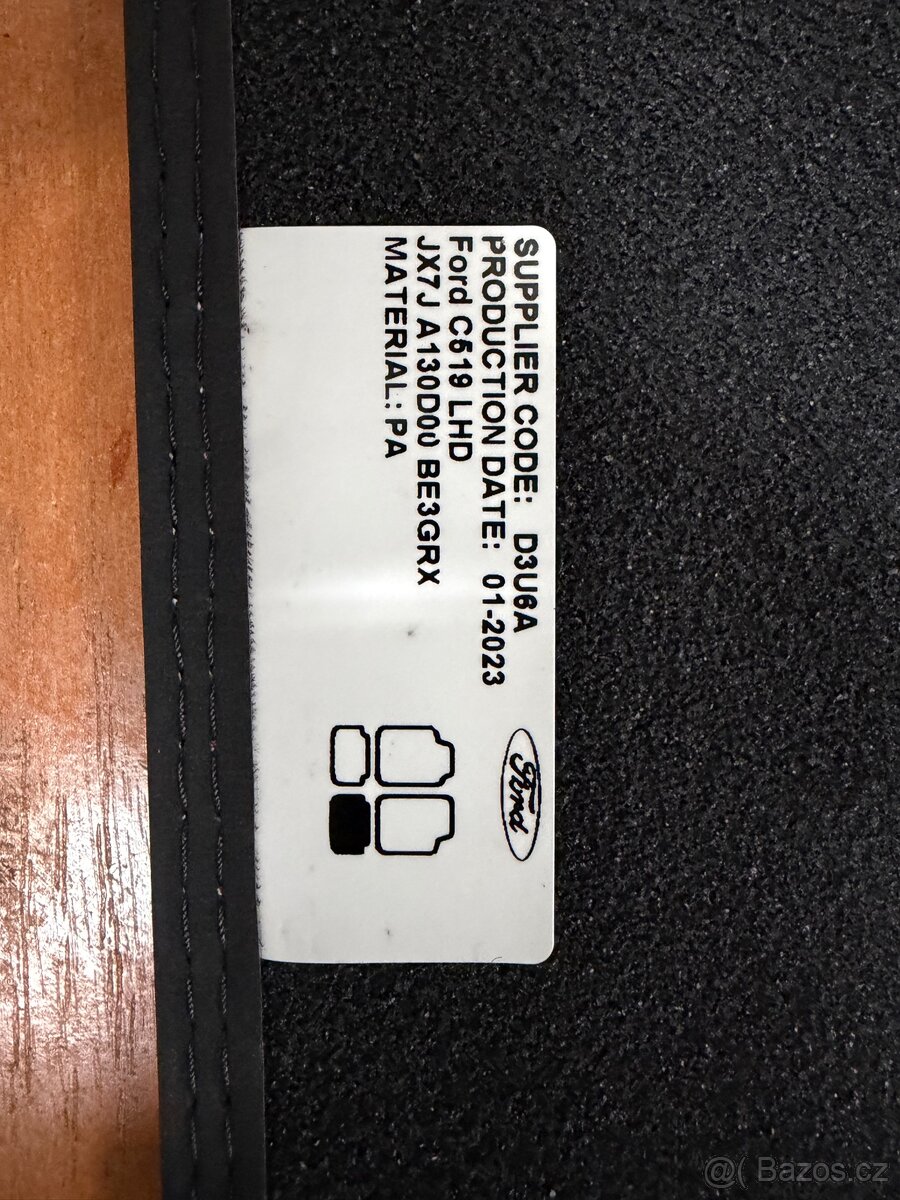 SUPPLIER CODE: D3U6A
PRODUCTION DATE: 01-2023
Ford C519 LHD
JX7J A130D00 BE3GRX
MATERIAL: PA
Ford
@( Bazos.cz